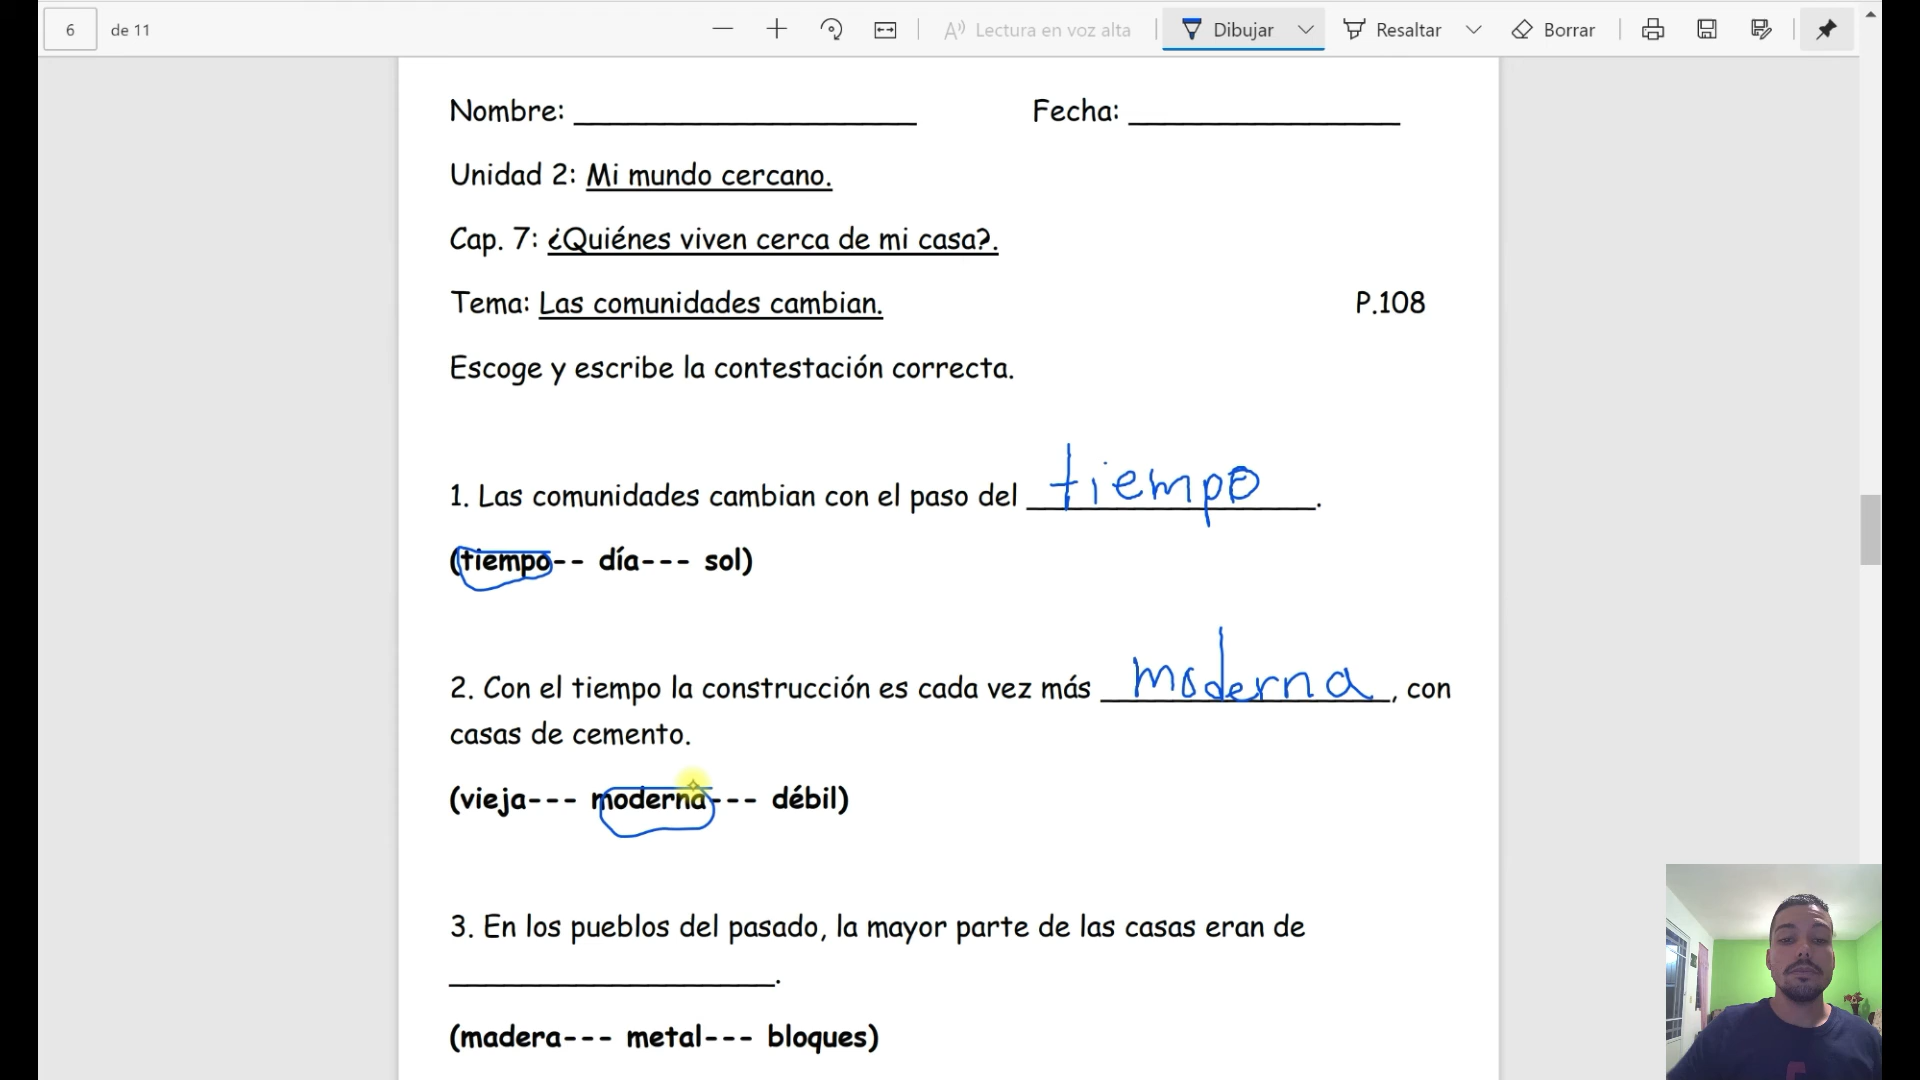 6 de 11 Lectura en voz alta Dibujar Resaltar Borrar
Nombre: ___________________ Fecha: _______________
Unidad 2: Mi mundo cercano.
Cap. 7: ¿Quiénes viven cerca de mi casa?.
Tema: Las comunidades cambian. P.108
Escoge y escribe la contestación correcta.
1. Las comunidades cambian con el paso del tiempo.
(tiempo-- día--- sol)
2. Con el tiempo la construcción es cada vez más moderna, con
casas de cemento.
(vieja--- moderna--- débil)
3. En los pueblos del pasado, la mayor parte de las casas eran de
__________________.
(madera--- metal--- bloques)